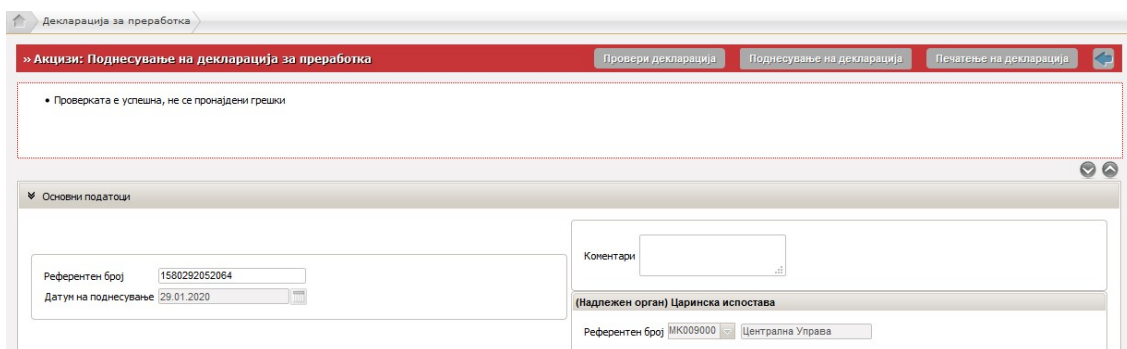 Декларација за преработка
» Акцизи: Поднесување на декларација за преработка
Провери декларација
Поднесување на декларација
Печатење на декларација
• Проверката е успешна, не се пронајдени грешки
Основни податоци
Референтен број 1580292052064
Датум на поднесување 29.01.2020
Коментари
(Надлежен орган) Царинска испостава
Референтен број МК009000 Централна Управа